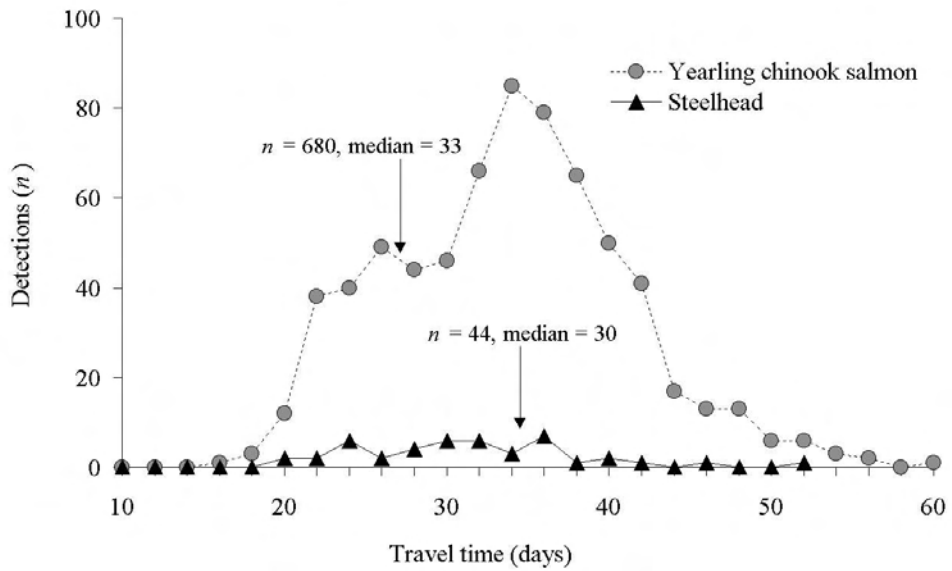 100
80
60
40
20
0
Detections (n)
Yearling chinook salmon
Steelhead
n = 680, median = 33
n = 44, median = 30
10 20 30 40 50 60
Travel time (days)